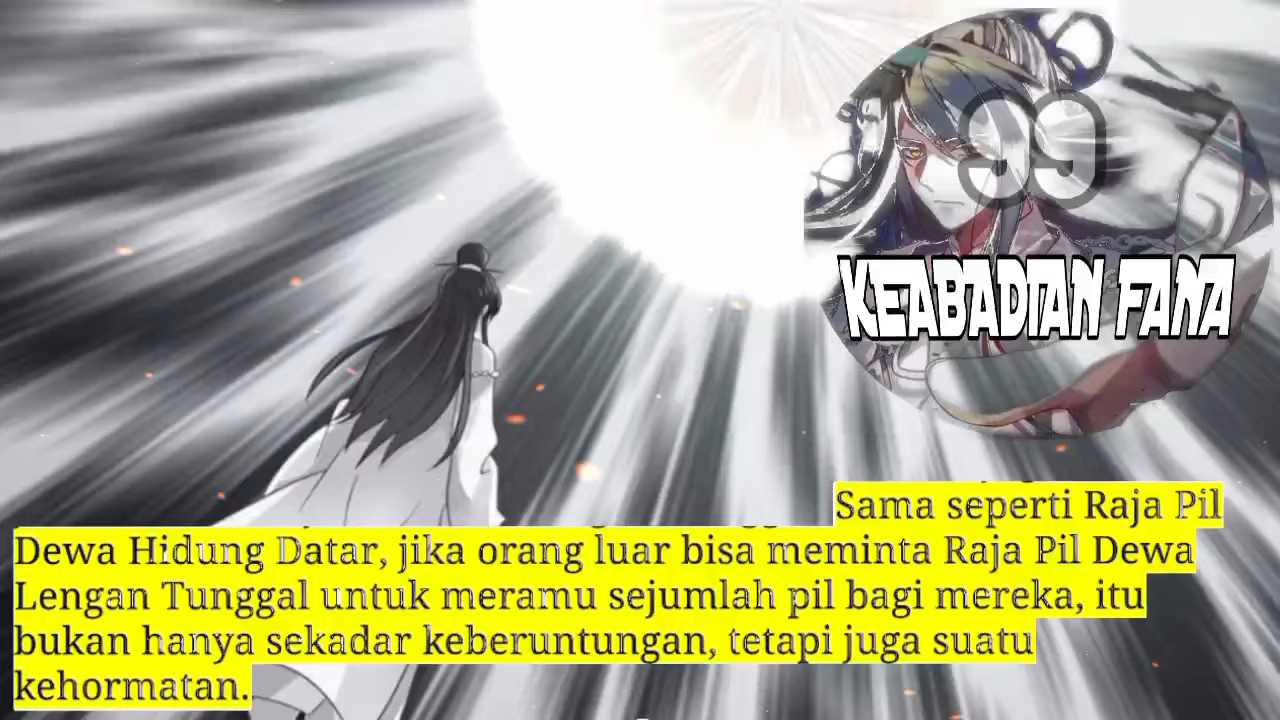 99
KEABADIAN FANA
Sama seperti Raja Pil
Dewa Hidung Datar, jika orang luar bisa meminta Raja Pil Dewa
Lengan Tunggal untuk meramu sejumlah pil bagi mereka, itu
bukan hanya sekadar keberuntungan, tetapi juga suatu
kehormatan.